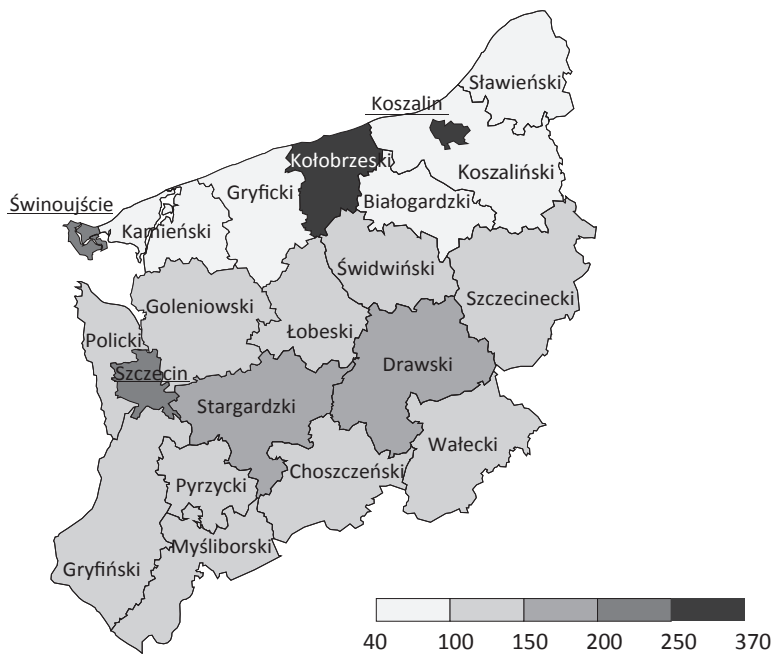 Sławieński
Koszalin
Kołobrzeski
Koszaliński
Gryficki
Białogardzki
Świnoujście
Kamieński
Świdwiński
Szczecinecki
Goleniowski
Łobeski
Policki
Szczecin
Drawski
Stargardzki
Wałecki
Choszczeński
Pyrzycki
Myśliborski
Gryfiński
40 100 150 200 250 370